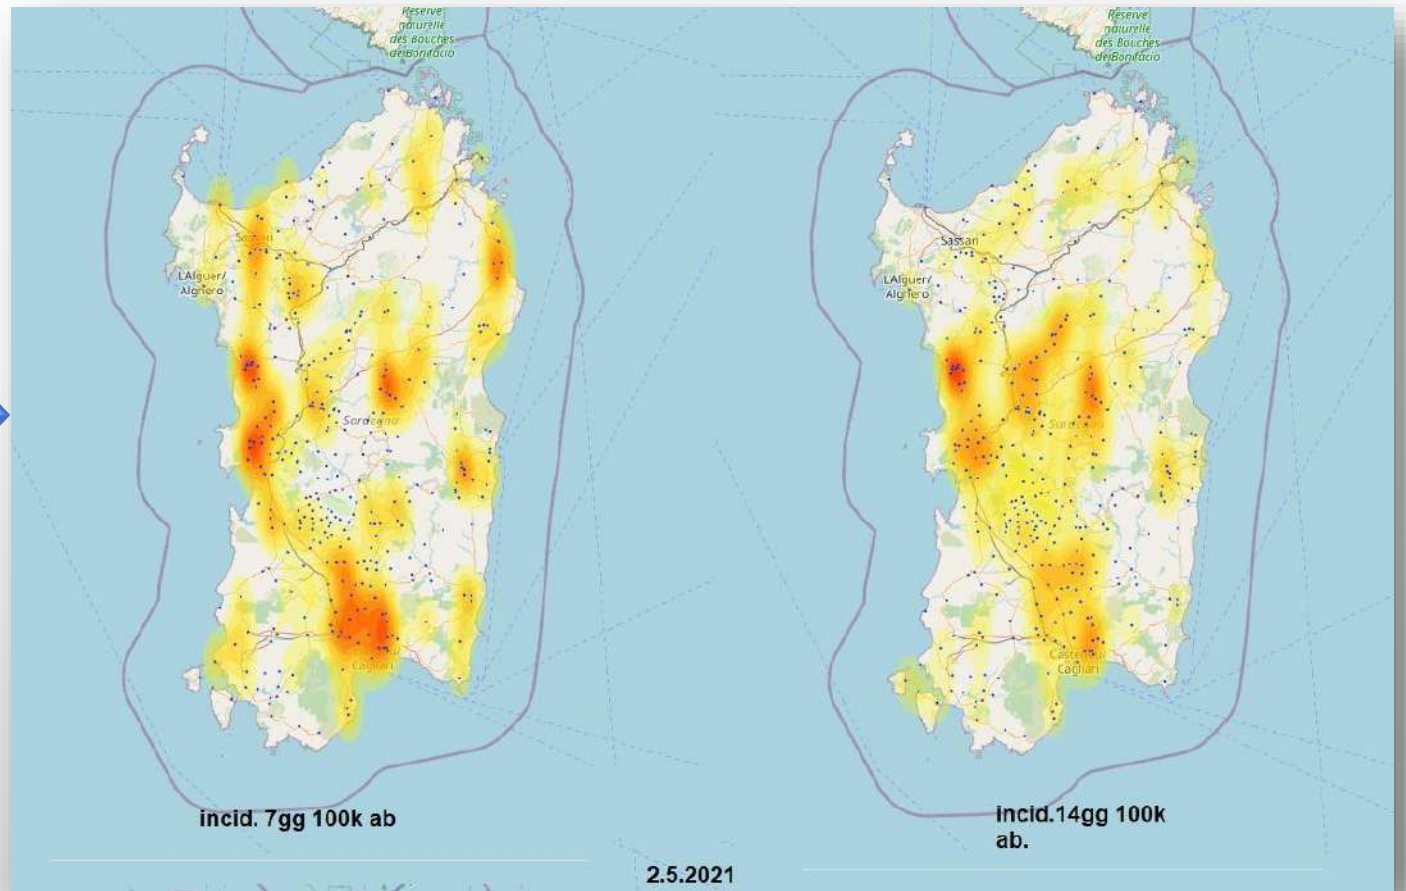 Réserve
naturelle
des Bouches
de Bonifacio
Réserve
naturelle
des Bouches
de Bonifacio
Sassari
L'Alguer/
Alghero
Sardegna
Cagliari
Sassari
L'Alguer/
Alghero
Sardegna
Casteddu/
Cagliari
incid. 7gg 100k ab
incid.14gg 100k
ab.
2.5.2021